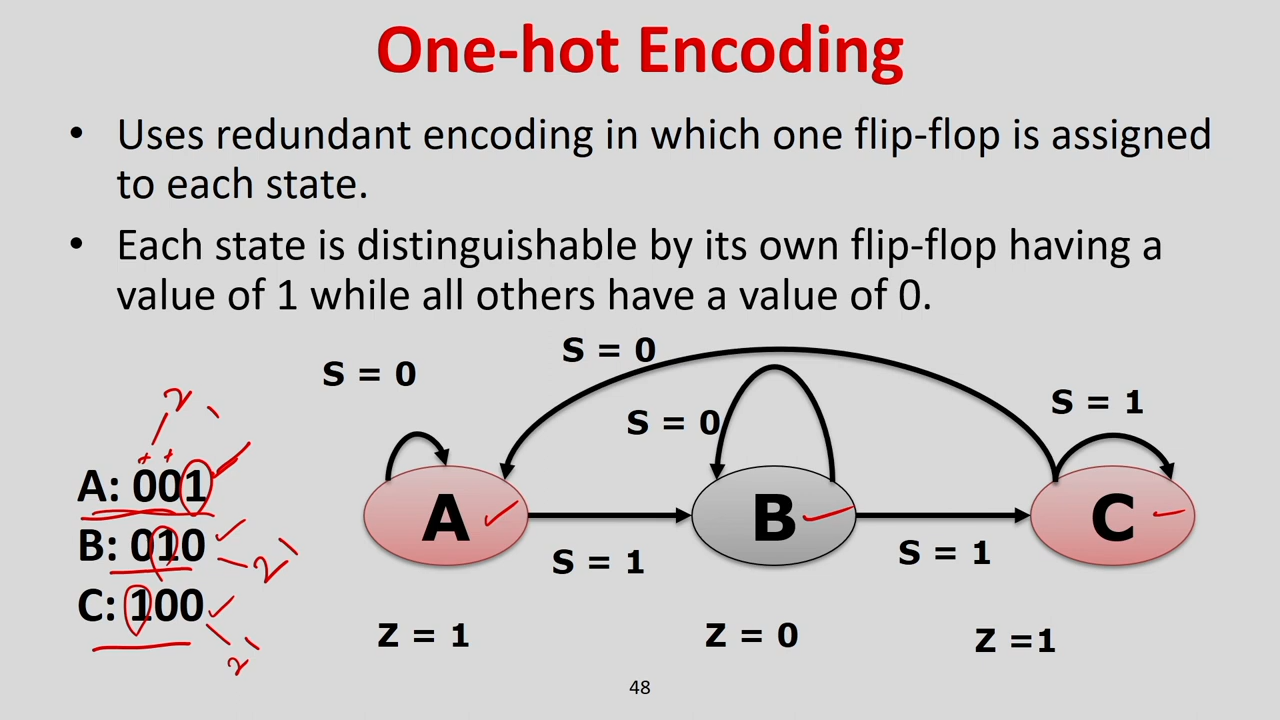 One-hot Encoding
• Uses redundant encoding in which one flip-flop is assigned
to each state.
• Each state is distinguishable by its own flip-flop having a
value of 1 while all others have a value of 0.
S = 0
S = 0
S = 0
S = 1
A: 001
B: 010
C: 100
A
B
C
S = 1
S = 1
Z = 1
Z = 0
Z =1
48